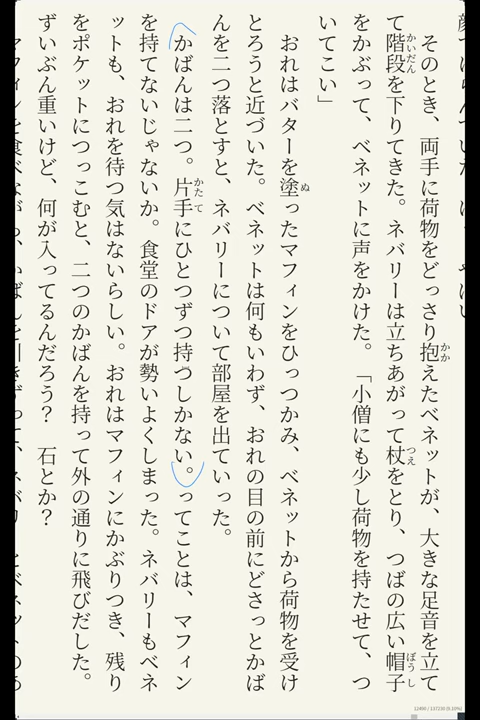 そのとき、両手に荷物をどっさり抱えたベネットが、大きな足音を立て
て階段を下りてきた。ネバリーは立ちあがって杖をとり、つばの広い帽子
をかぶって、ベネットに声をかけた。「小僧にも少し荷物を持たせて、つ
いてこい」
おれはバターを塗ったマフィンをひっつかみ、ベネットから荷物を受け
とろうと近づいた。ベネットは何もいわず、おれの目の前にどさっとかば
んを二つ落とすと、ネバリーについて部屋を出ていった。
かばんは二つ。片手にひとつずつ持つしかない。ってことは、マフィン
を持てないじゃないか。食堂のドアが勢いよくしまった。ネバリーもベネ
ットも、おれを待つ気はないらしい。おれはマフィンにかぶりつき、残り
をポケットにつっこむと、二つのかばんを持って外の通りに飛びだした。
ずいぶん重いけど、何が入ってるんだろう？　石とか？